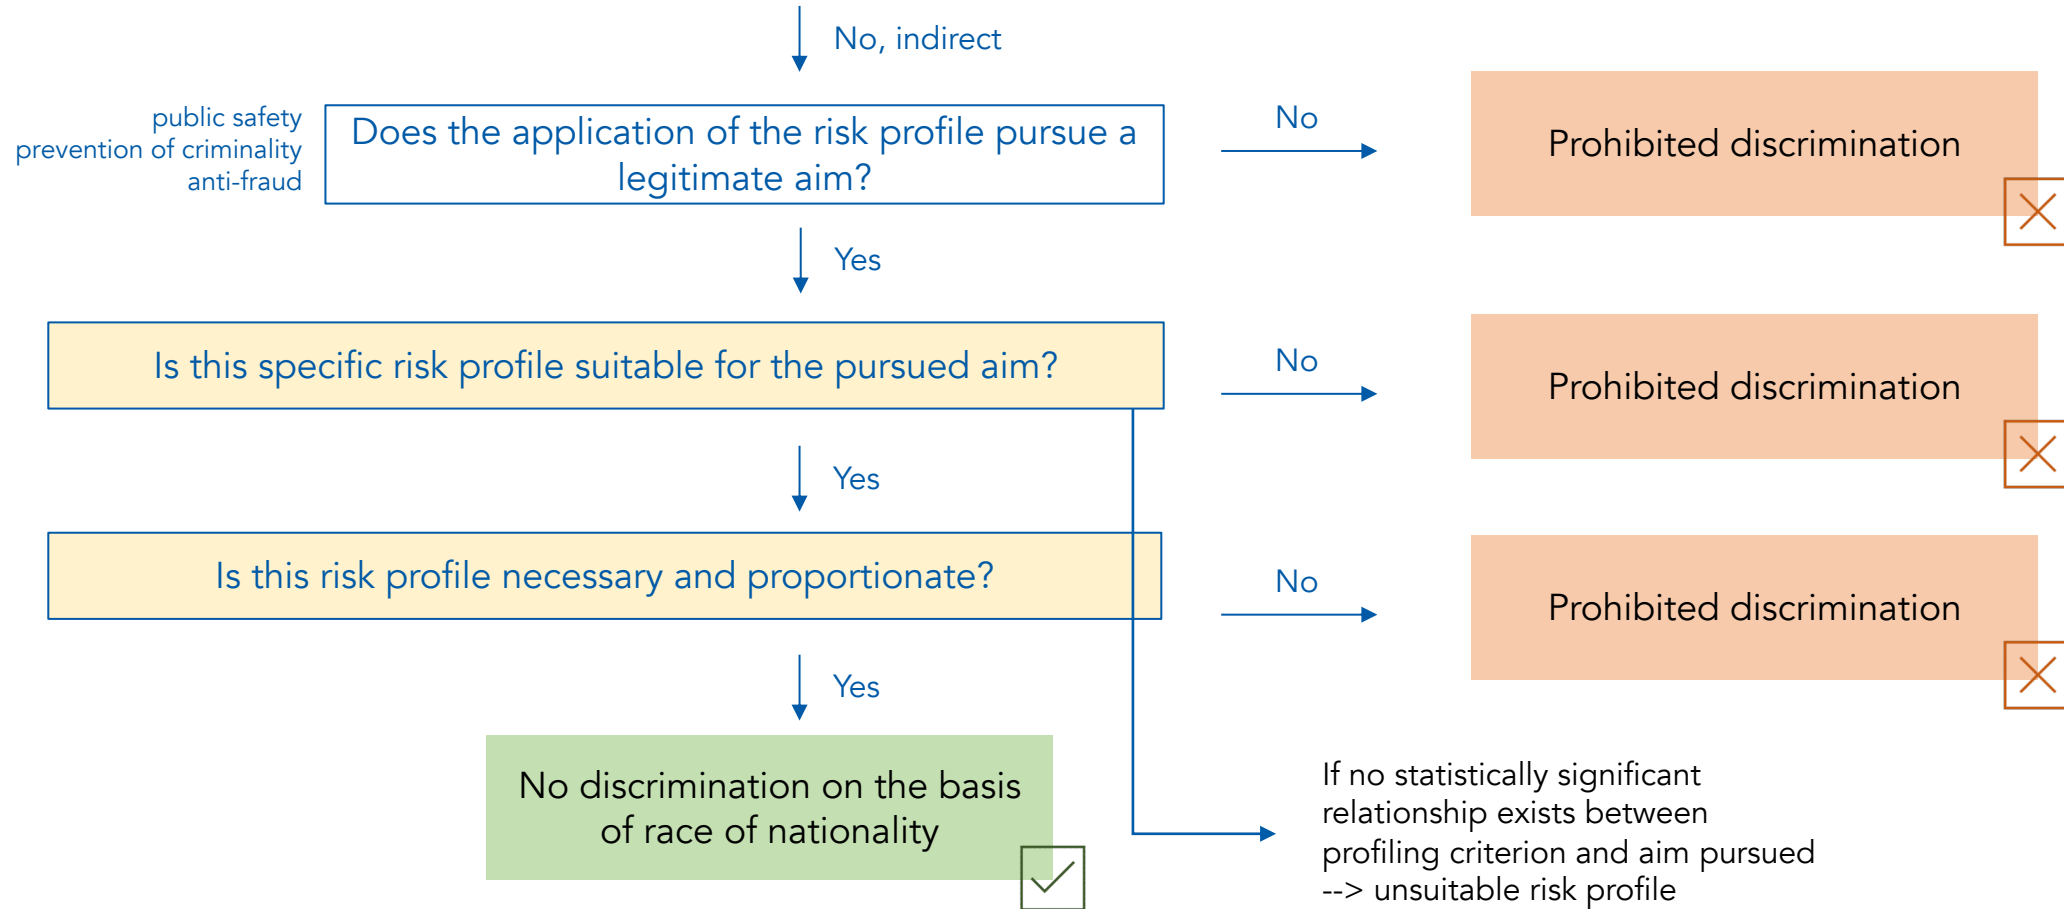 No, indirect
public safety
prevention of criminality
anti-fraud
Does the application of the risk profile pursue a
legitimate aim?
No
Prohibited discrimination
Yes
Is this specific risk profile suitable for the pursued aim?
No
Prohibited discrimination
Yes
Is this risk profile necessary and proportionate?
No
Prohibited discrimination
Yes
No discrimination on the basis
of race of nationality
If no statistically significant
relationship exists between
profiling criterion and aim pursued
--> unsuitable risk profile